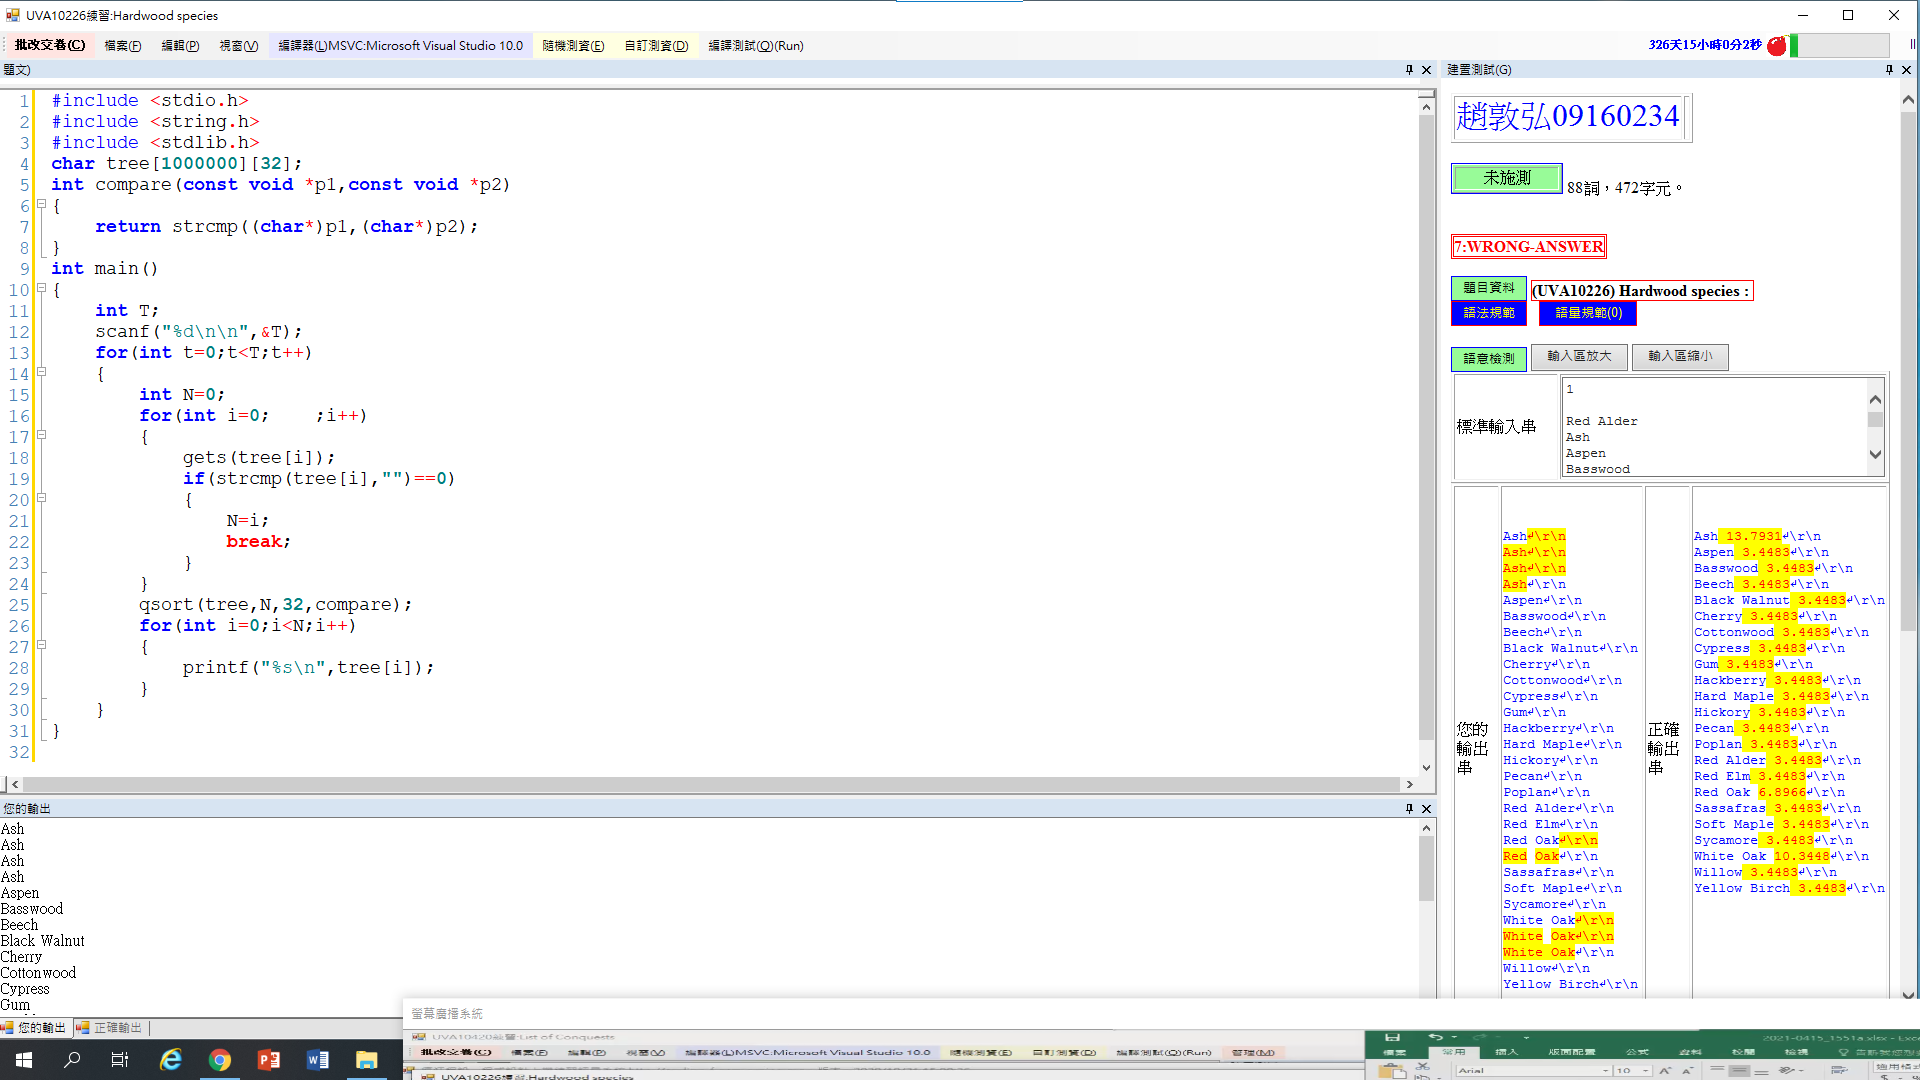 UVA10226練習:Hardwood species
批改交卷(C) 檔案(F) 編輯(P) 視窗(V) 編譯器(L)MSVC:Microsoft Visual Studio 10.0 隨機測資(E) 自訂測資(D) 編譯測試(Q)(Run) 326天15小時0分2秒
題文)
1 #include <stdio.h>
2 #include <string.h>
3 #include <stdlib.h>
4 char tree[1000000][32];
5 int compare(const void *p1,const void *p2)
6 {
7 return strcmp((char*)p1,(char*)p2);
8 }
9 int main()
10 {
11 int T;
12 scanf("%d\n\n",&T);
13 for(int t=0;t<T;t++)
14 {
15 int N=0;
16 for(int i=0; ;i++)
17 {
18 gets(tree[i]);
19 if(strcmp(tree[i],"")==0)
20 {
21 N=i;
22 break;
23 }
24 }
25 qsort(tree,N,32,compare);
26 for(int i=0;i<N;i++)
27 {
28 printf("%s\n",tree[i]);
29 }
30 }
31 }
32
您的輸出
Ash
Ash
Ash
Ash
Aspen
Basswood
Beech
Black Walnut
Cherry
Cottonwood
Cypress
Gum
您的輸出 正確輸出
建置測試(G)
趙敦弘09160234
未施測 88詞，472字元。
7:WRONG-ANSWER
題目資料 (UVA10226) Hardwood species :
語法規範 語量規範(0)
語意檢測 輸入區放大 輸入區縮小
標準輸入串
1
Red Alder
Ash
Aspen
Basswood
您的輸出串
Ash↲\r\n
Ash↲\r\n
Ash↲\r\n
Ash↲\r\n
Aspen↲\r\n
Basswood↲\r\n
Beech↲\r\n
Black Walnut↲\r\n
Cherry↲\r\n
Cottonwood↲\r\n
Cypress↲\r\n
Gum↲\r\n
Hackberry↲\r\n
Hard Maple↲\r\n
Hickory↲\r\n
Pecan↲\r\n
Poplan↲\r\n
Red Alder↲\r\n
Red Elm↲\r\n
Red Oak↲\r\n
Red Oak↲\r\n
Sassafras↲\r\n
Soft Maple↲\r\n
Sycamore↲\r\n
White Oak↲\r\n
White Oak↲\r\n
White Oak↲\r\n
Willow↲\r\n
Yellow Birch↲\r\n
正確輸出串
Ash 13.7931↲\r\n
Aspen 3.4483↲\r\n
Basswood 3.4483↲\r\n
Beech 3.4483↲\r\n
Black Walnut 3.4483↲\r\n
Cherry 3.4483↲\r\n
Cottonwood 3.4483↲\r\n
Cypress 3.4483↲\r\n
Gum 3.4483↲\r\n
Hackberry 3.4483↲\r\n
Hard Maple 3.4483↲\r\n
Hickory 3.4483↲\r\n
Pecan 3.4483↲\r\n
Poplan 3.4483↲\r\n
Red Alder 3.4483↲\r\n
Red Elm 3.4483↲\r\n
Red Oak 6.8966↲\r\n
Sassafras 3.4483↲\r\n
Soft Maple 3.4483↲\r\n
Sycamore 3.4483↲\r\n
White Oak 10.3448↲\r\n
Willow 3.4483↲\r\n
Yellow Birch 3.4483↲\r\n
螢幕廣播系統
UVA10420練習:List of Conquests
批改交卷(C) 檔案(F) 編輯(P) 視窗(V) 編譯器(L)MSVC:Microsoft Visual Studio 10.0 隨機測資(E) 自訂測資(D) 編譯測試(Q)(Run) 管理(M)
UVA10226練習:Hardwood species
檔案 常用 插入 版面配置 公式 資料 校閱 檢視
Arial 10